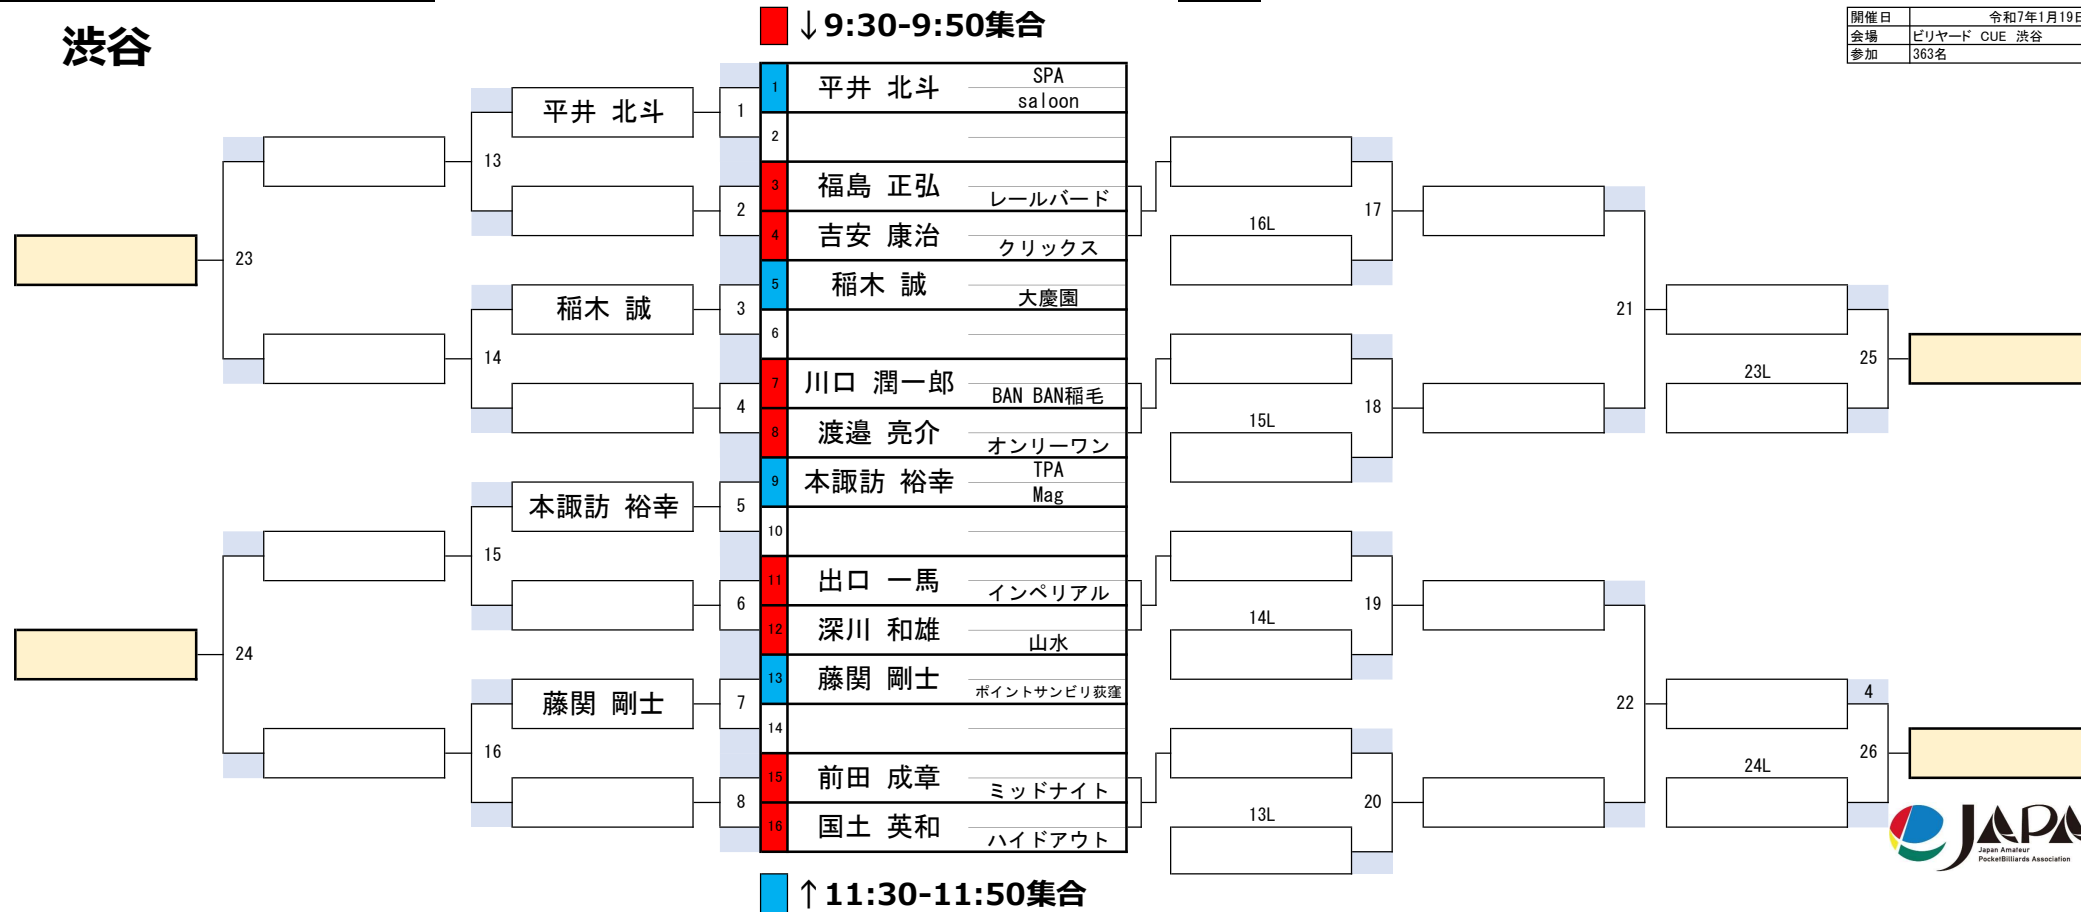 渋谷
↓9:30-9:50集合
開催日 令和7年1月19日
会場 ビリヤード CUE 渋谷
参加 363名
1 平井 北斗 SPA saloon
2
3 福島 正弘 レールバード
4 吉安 康治 クリックス
5 稲木 誠 大慶園
6
7 川口 潤一郎 BAN BAN稲毛
8 渡邉 亮介 オンリーワン
9 本諏訪 裕幸 TPA Mag
10
11 出口 一馬 インペリアル
12 深川 和雄 山水
13 藤関 剛士 ポイントサンビリ荻窪
14
15 前田 成章 ミッドナイト
16 国土 英和 ハイドアウト
平井 北斗 1
13
2
23
稲木 誠 3
14
4
本諏訪 裕幸 5
15
6
24
藤関 剛士 7
16
8
17
16L
21
18
15L
25
23L
19
14L
22
20
13L
4
26
24L
↑11:30-11:50集合
JAPA
Japan Amateur
PocketBilliards Association